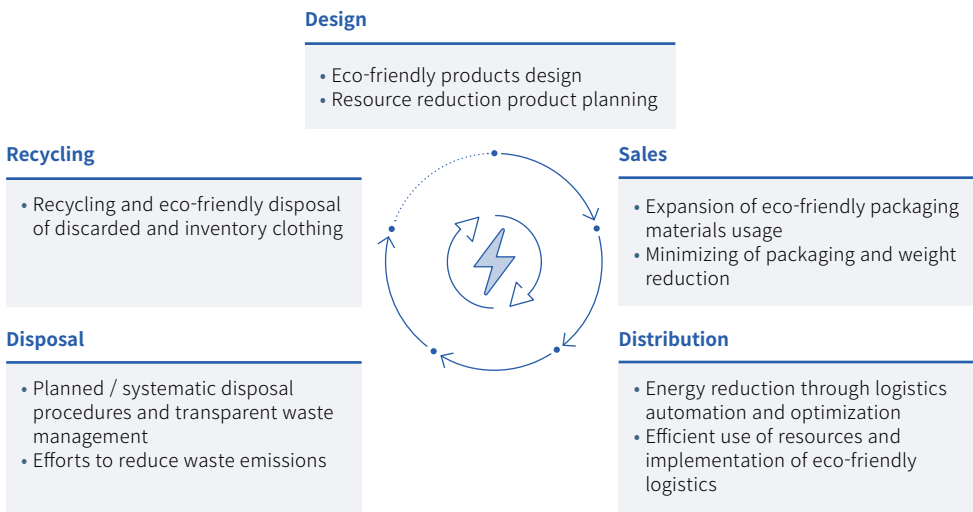 Design
• Eco-friendly products design
• Resource reduction product planning
Recycling
• Recycling and eco-friendly disposal
of discarded and inventory clothing
Sales
• Expansion of eco-friendly packaging
materials usage
• Minimizing of packaging and weight
reduction
Disposal
• Planned / systematic disposal
procedures and transparent waste
management
• Efforts to reduce waste emissions
Distribution
• Energy reduction through logistics
automation and optimization
• Efficient use of resources and
implementation of eco-friendly
logistics